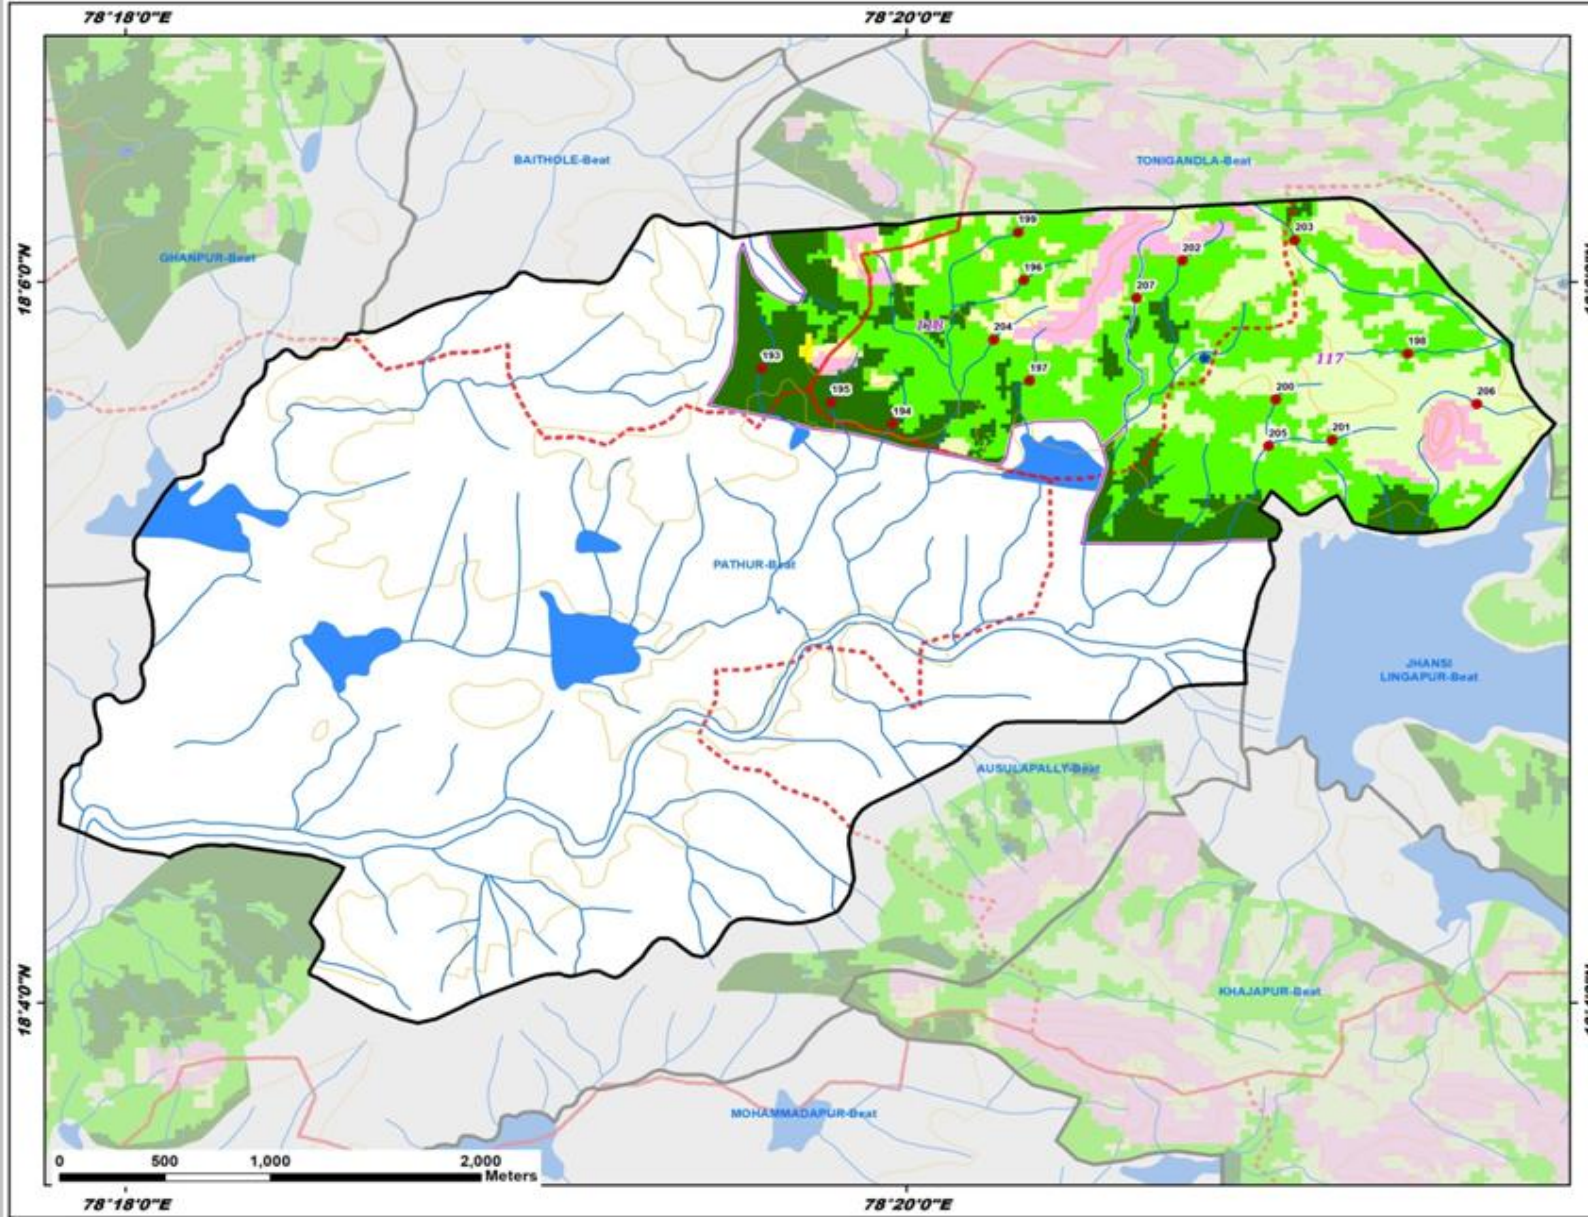 78°18'0"E
78°20'0"E
BAITHOLE-Beat
TONIGANDLA-Beat
GHANPUR-Beat
18°6'0"N
199
203
202
196
207
204
193
197
117
198
195
200
206
194
205
201
PATHUR-Beat
JHANSI
LINGAPUR-Beat
AUSULAPALLY-Beat
18°4'0"N
KHAJAPUR-Beat
MOHAMMADAPUR-Beat
0
500
1,000
2,000
Meters
78°18'0"E
78°20'0"E